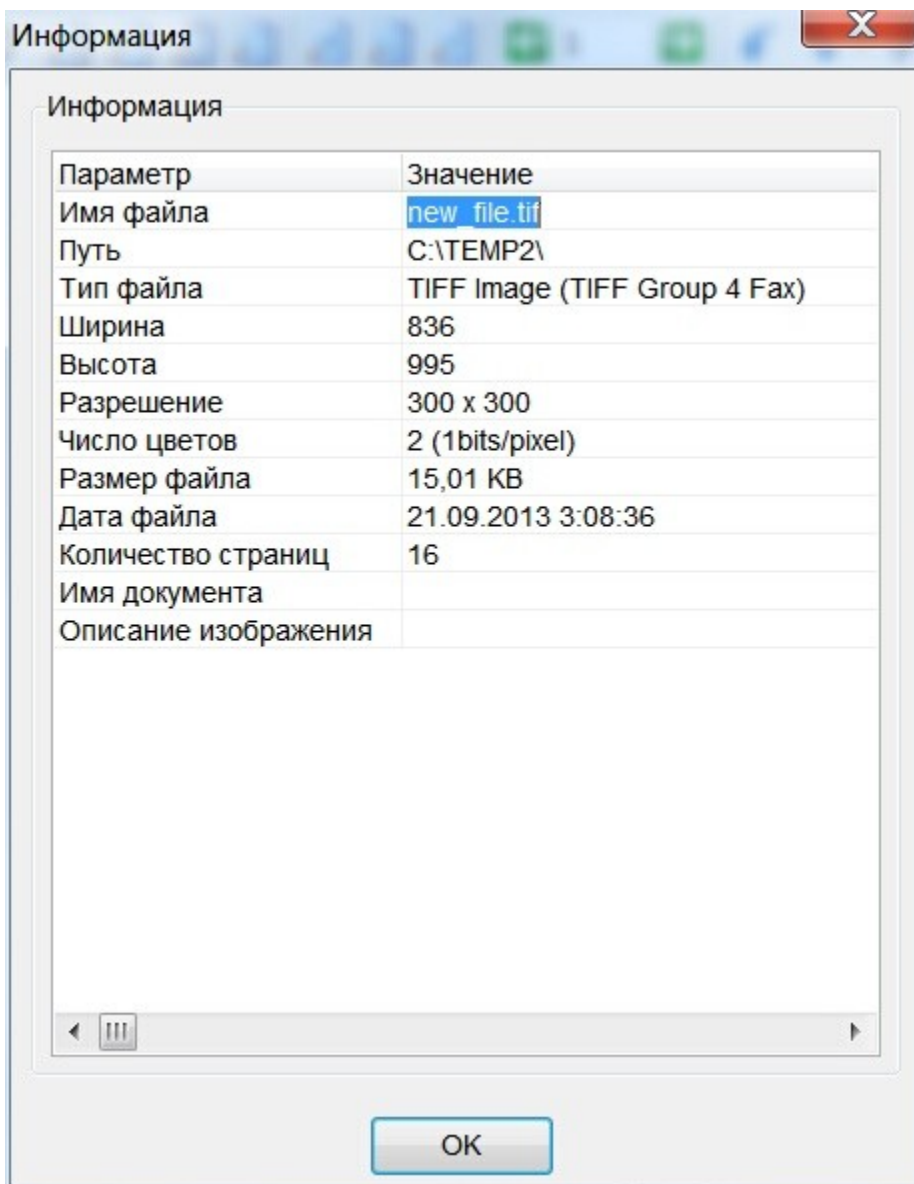 Информация
Информация
Параметр Значение
Имя файла new_file.tif
Путь C:\TEMP2\
Тип файла TIFF Image (TIFF Group 4 Fax)
Ширина 836
Высота 995
Разрешение 300 x 300
Число цветов 2 (1bits/pixel)
Размер файла 15,01 KB
Дата файла 21.09.2013 3:08:36
Количество страниц 16
Имя документа
Описание изображения
OK